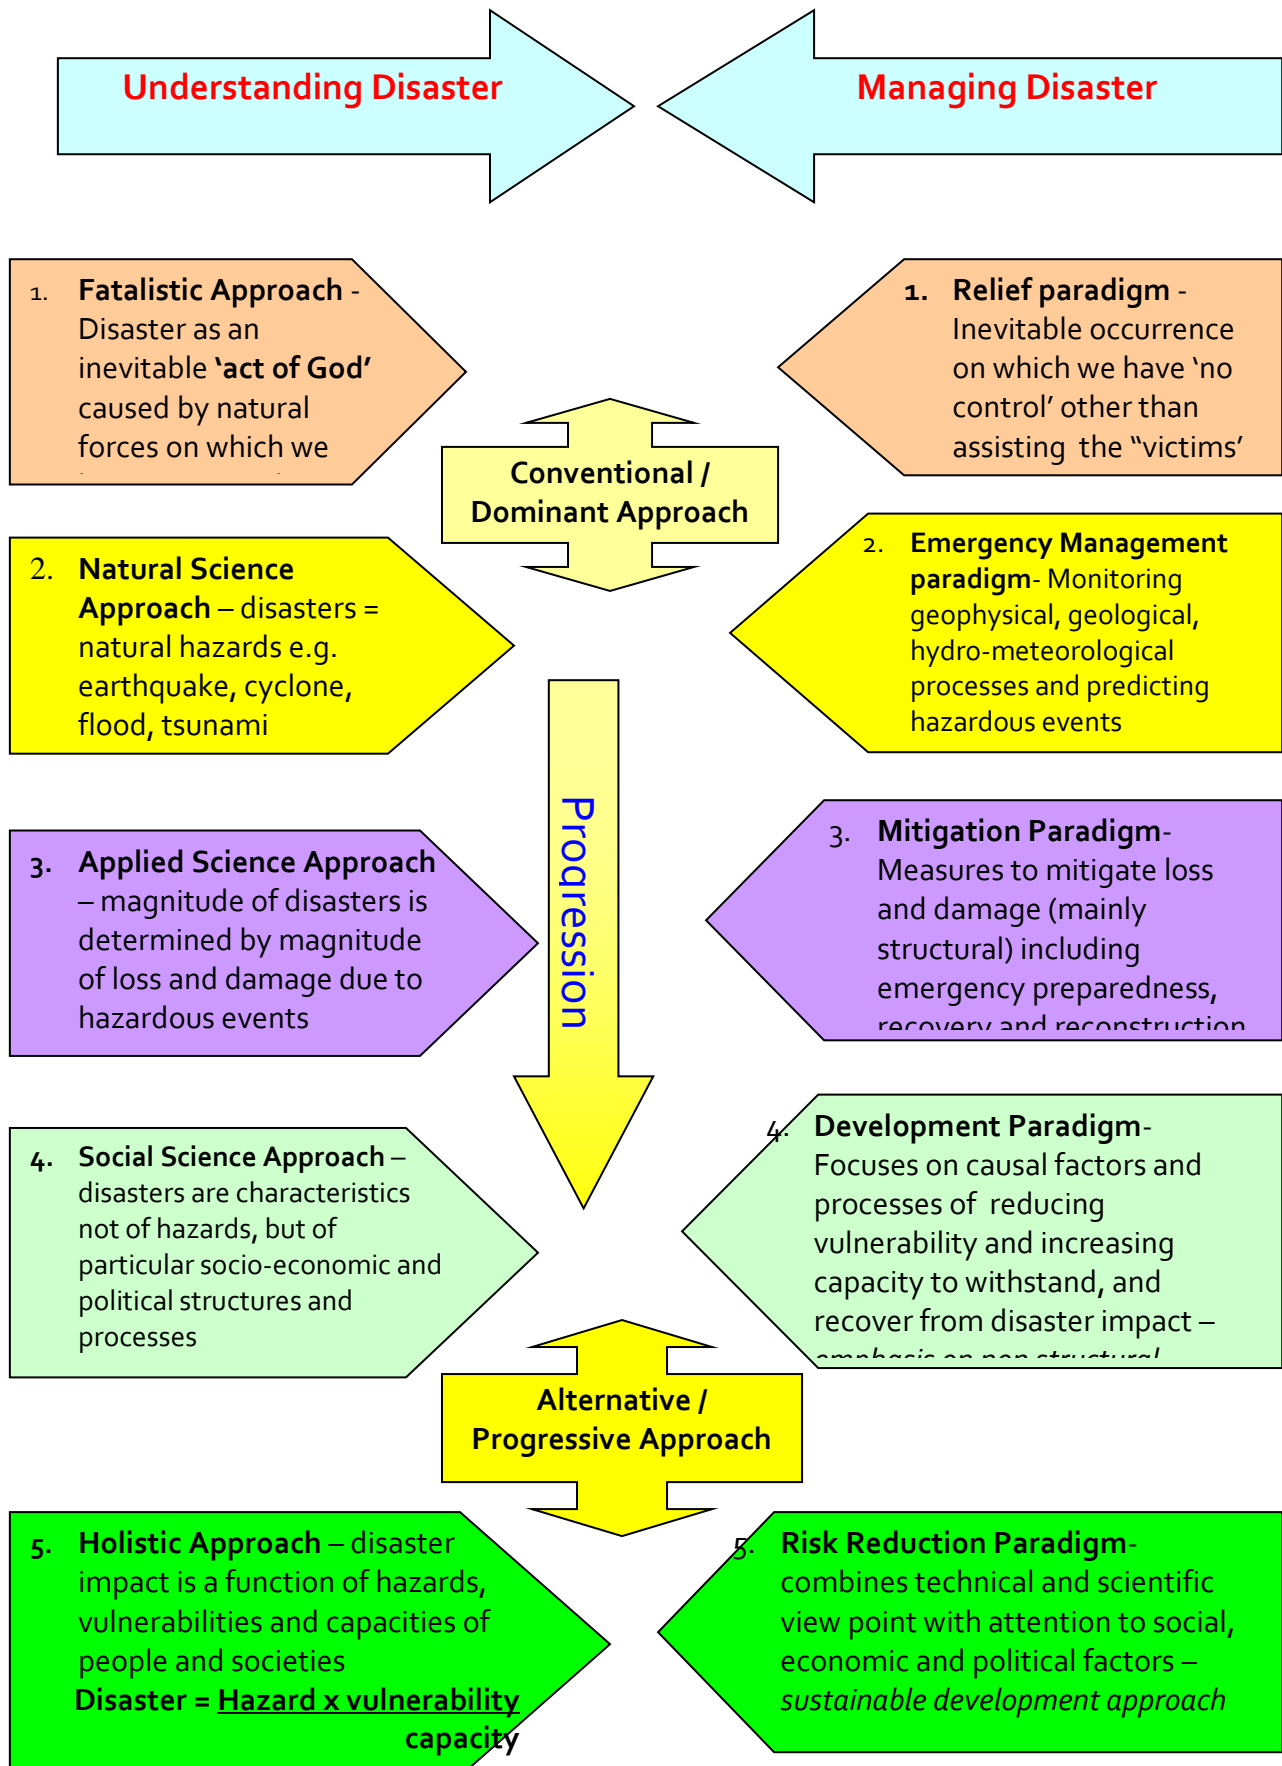 Understanding Disaster
Managing Disaster
1. Fatalistic Approach -
Disaster as an
inevitable ‘act of God’
caused by natural
forces on which we
1. Relief paradigm -
Inevitable occurrence
on which we have ‘no
control’ other than
assisting the “victims’
Conventional /
Dominant Approach
2. Natural Science
Approach – disasters =
natural hazards e.g.
earthquake, cyclone,
flood, tsunami
2. Emergency Management
paradigm- Monitoring
geophysical, geological,
hydro-meteorological
processes and predicting
hazardous events
Progression
3. Applied Science Approach
– magnitude of disasters is
determined by magnitude
of loss and damage due to
hazardous events
3. Mitigation Paradigm-
Measures to mitigate loss
and damage (mainly
structural) including
emergency preparedness,
recovery and reconstruction
4. Social Science Approach –
disasters are characteristics
not of hazards, but of
particular socio-economic and
political structures and
processes
4. Development Paradigm-
Focuses on causal factors and
processes of reducing
vulnerability and increasing
capacity to withstand, and
recover from disaster impact –
emphasis on non structural
Alternative /
Progressive Approach
5. Holistic Approach – disaster
impact is a function of hazards,
vulnerabilities and capacities of
people and societies
Disaster = Hazard x vulnerability
capacity
5. Risk Reduction Paradigm-
combines technical and scientific
view point with attention to social,
economic and political factors –
sustainable development approach